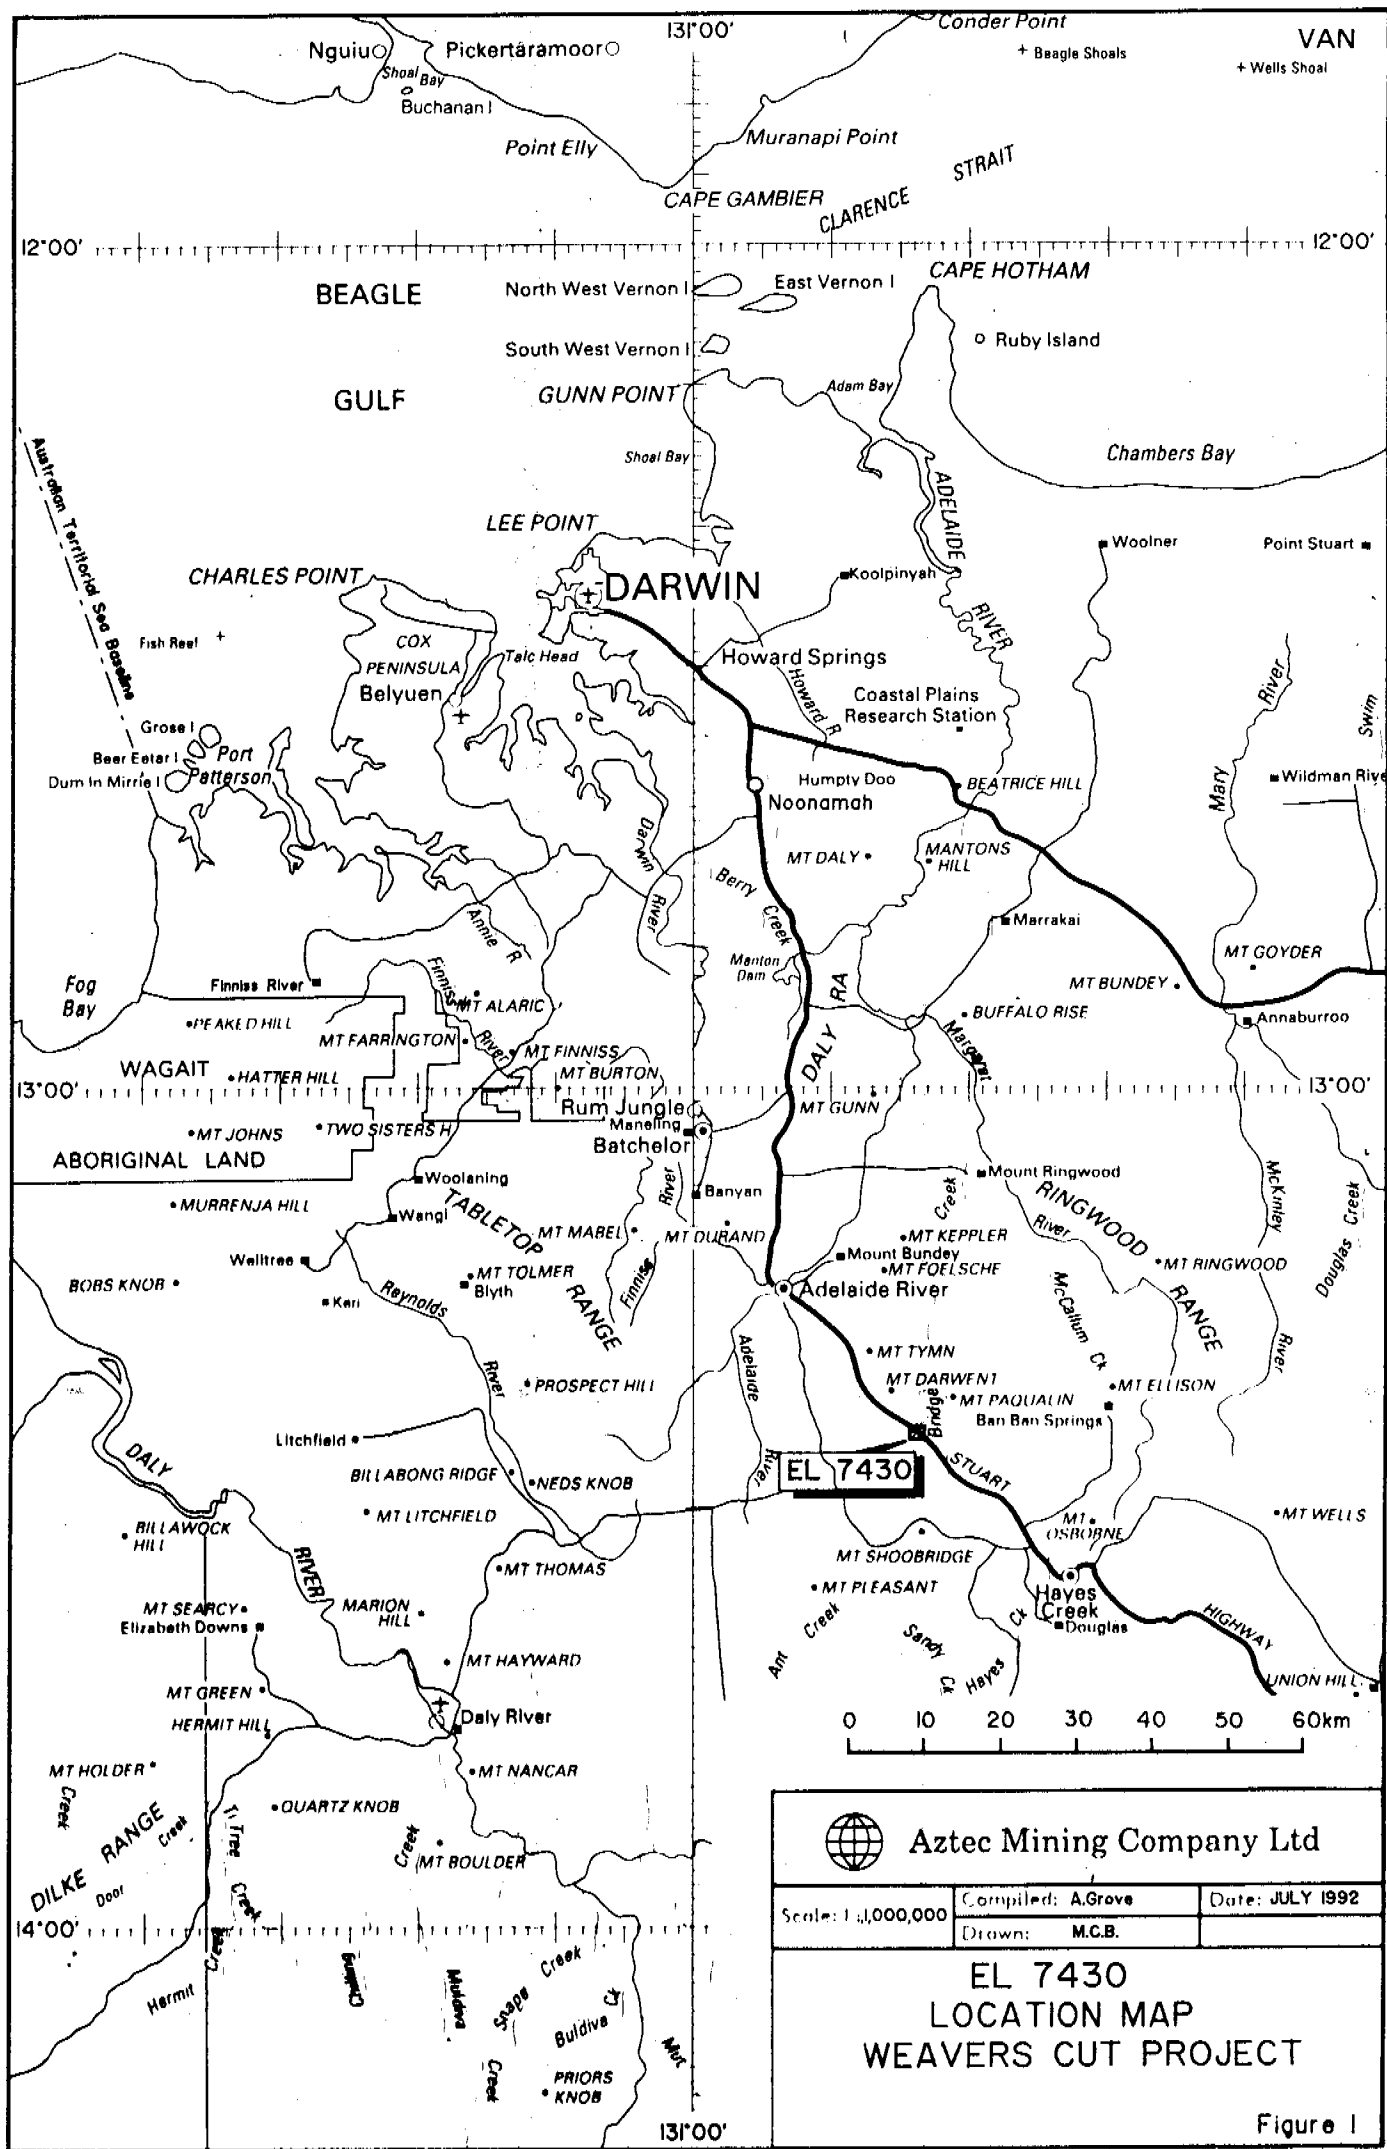 131°00'
Conder Point
VAN
Nguiu
Pickertaramoor
+ Beagle Shoals
+ Wells Shoal
Shoal Bay
Buchanan I
Point Elly
Muranapi Point
STRAIT
CAPE GAMBIER
CLARENCE
12°00'
12°00'
CAPE HOTHAM
BEAGLE
North West Vernon I
East Vernon I
South West Vernon I
Ruby Island
GULF
GUNN POINT
Adam Bay
Australian Territorial Sea Baseline
Shoal Bay
Chambers Bay
ADELAIDE
LEE POINT
Woolner
Point Stuart
CHARLES POINT
DARWIN
Koolpinyah
RIVER
Fish Reef
COX
PENINSULA
Talc Head
Howard Springs
Belyuen
Howard R
Coastal Plains
Research Station
Mary
River
Swim
Grose I
Beer Eetar I
Port
Patterson
Dum In Mirrie I
Humpty Doo
BEATRICE HILL
Wildman Rive
Noonamah
Darwin
River
MT DALY
MANTONS
HILL
Berry
Creek
Annie R
Marrakai
Fog
Bay
Finniss River
Finniss
River
MT ALARIC
Manton
Dam
DALY RA
MT GOYDER
MT BUNDEY
PEAKED HILL
MT FARRINGTON
BUFFALO RISE
Annaburroo
WAGAIT
HATTER HILL
MT FINNISS
MT BURTON
Margaret
13°00'
13°00'
Rum Jungle
MT GUNN
MT JOHNS
TWO SISTERS H
Maneling
Batchelor
ABORIGINAL LAND
Woolaning
River
Banyan
Mount Ringwood
MURRENJA HILL
Wangi
TABLETOP
RANGE
MT MABEL
MT DURAND
Creek
RINGWOOD
RANGE
River
McKinley
River
Douglas Creek
Welltree
MT KEPPLER
Mount Bundey
MT FOELSCHE
MT RINGWOOD
BOBS KNOB
Keri
MT TOLMER
Blyth
Finniss
Adelaide River
Reynolds
River
McCallum Ck
Adelaide
River
MT TYMN
PROSPECT HILL
MT DARWENT
MT PAQUALIN
MT ELLISON
Ban Ban Springs
Bridge
Litchfield
DALY
RIVER
BILLABONG RIDGE
NEDS KNOB
EL 7430
STUART
MT LITCHFIELD
BILLAWOCK
HILL
MT
OSBORNE
MT WELLS
MT SHOOBRIDGE
MT THOMAS
MT PLEASANT
Hayes
Creek
MT SEARCY
Elizabeth Downs
MARION
HILL
Ant Creek
Sandy Ck
Hayes Ck
Douglas
HIGHWAY
MT HAYWARD
MT GREEN
UNION HILL
HERMIT HILL
Daly River
0 10 20 30 40 60km
MT HOLDER
MT NANCAR
Creek
QUARTZ KNOB
DILKE RANGE
Creek
Door
Ti Tree Creek
Creek
MT BOULDER
Aztec Mining Company Ltd
Scale: 1:1,000,000
Compiled: A.Grove
Date: JULY 1992
Drawn: M.C.B.
14°00'
Creek
Hermit
Chilling
Muldiva
Snape Creek
Creek
Buldiva Ck
Mut
PRIORS
KNOB
EL 7430
LOCATION MAP
WEAVERS CUT PROJECT
131°00'
Figure 1